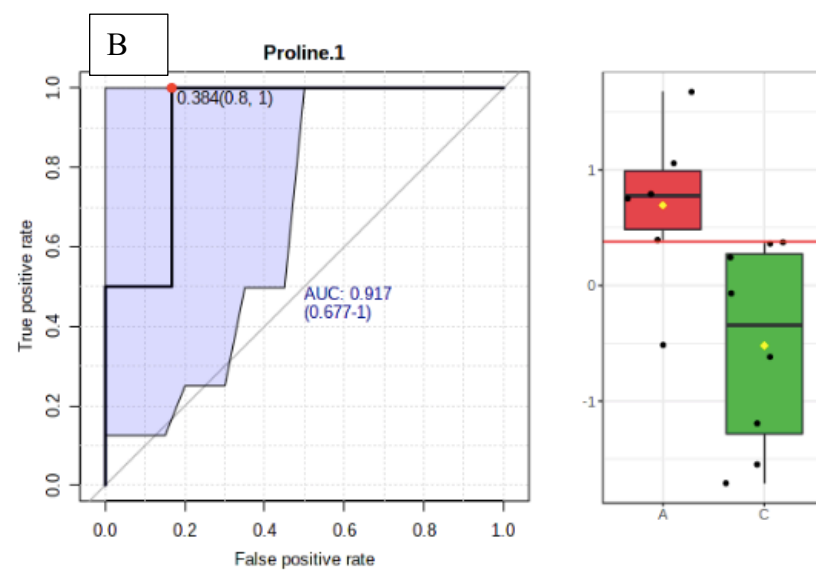 B
Proline.1
1.0
0.8
0.6
0.4
0.2
0.0
True positive rate
0.384(0.8, 1)
AUC: 0.917
(0.677-1)
0.0 0.2 0.4 0.6 0.8 1.0
False positive rate
1
0
-1
A C